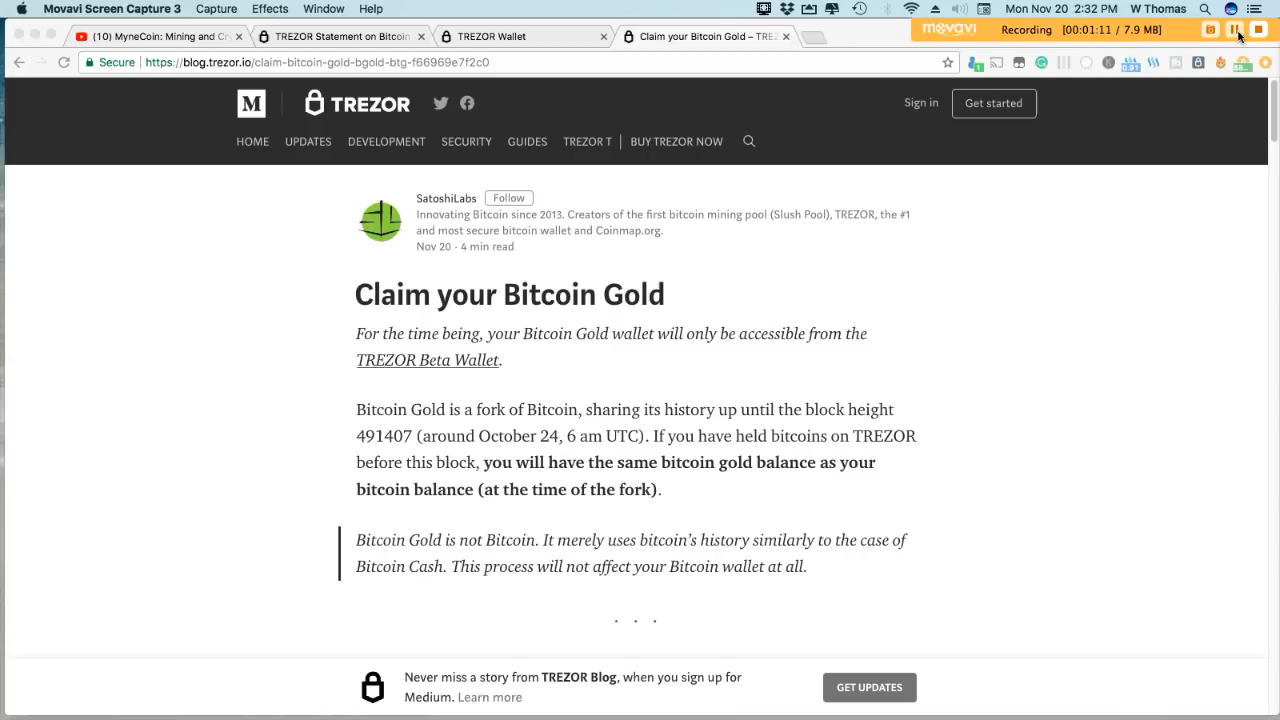 Movavi Screen Capture 3 Capture Effects Window Help Mon Nov 20 2:32 PM W Thomas
(10) MyneCoin: Mining and Cr TREZOR Statement on Bitcoin TREZOR Wallet Claim your Bitcoin Gold – TREZ
movavi Recording [00:01:11 / 7.9 MB]
Secure https://blog.trezor.io/claim-bitcoin-gold-bgold-btg-f66969e7f2c0
M TREZOR Sign in Get started
HOME UPDATES DEVELOPMENT SECURITY GUIDES TREZOR T BUY TREZOR NOW
SatoshiLabs Follow
Innovating Bitcoin since 2013. Creators of the first bitcoin mining pool (Slush Pool), TREZOR, the #1
and most secure bitcoin wallet and Coinmap.org.
Nov 20 · 4 min read
Claim your Bitcoin Gold
For the time being, your Bitcoin Gold wallet will only be accessible from the
TREZOR Beta Wallet.
Bitcoin Gold is a fork of Bitcoin, sharing its history up until the block height
491407 (around October 24, 6 am UTC). If you have held bitcoins on TREZOR
before this block, you will have the same bitcoin gold balance as your
bitcoin balance (at the time of the fork).
Bitcoin Gold is not Bitcoin. It merely uses bitcoin’s history similarly to the case of
Bitcoin Cash. This process will not affect your Bitcoin wallet at all.
. . .
Never miss a story from TREZOR Blog, when you sign up for
Medium. Learn more
GET UPDATES